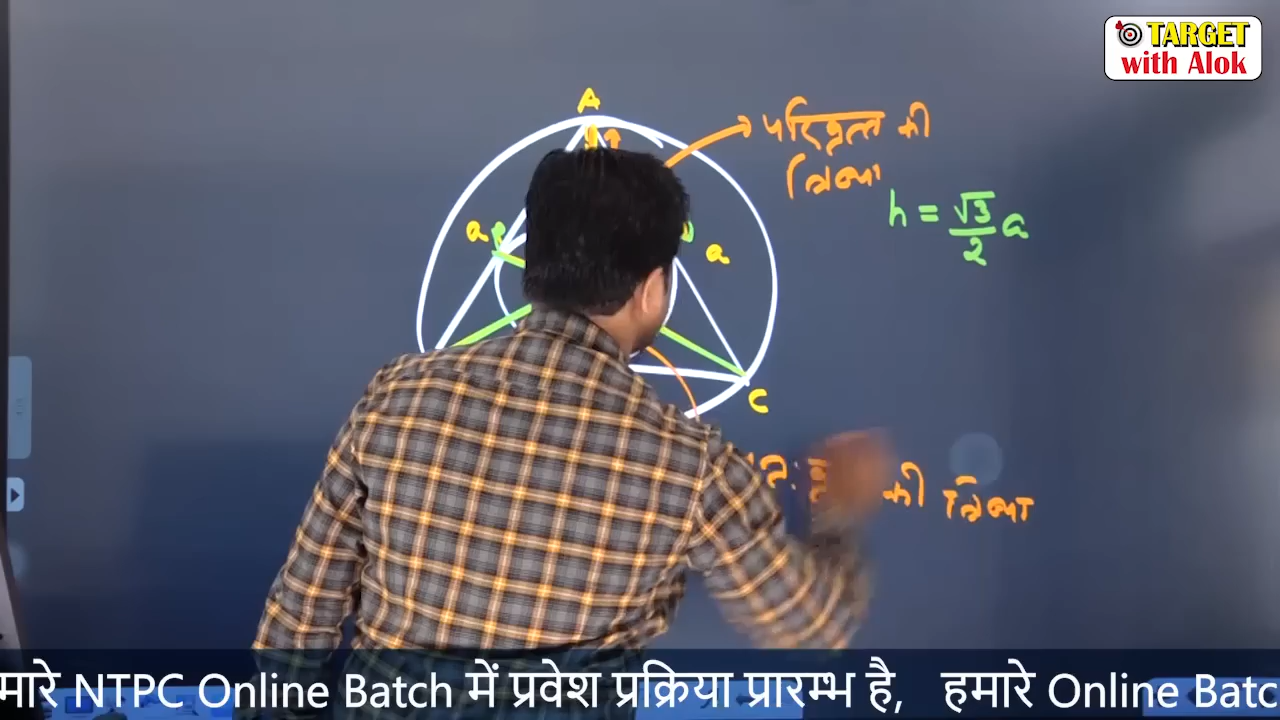 TARGET
with Alok
A
परिवृत्त की
त्रिज्या
h = √3/2 a
a
a
C
की त्रिज्या
मारे NTPC Online Batch में प्रवेश प्रक्रिया प्रारम्भ है, हमारे Online Batc